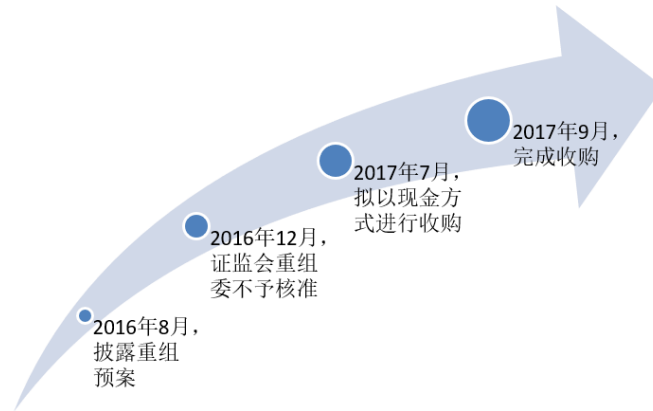 2016年8月，
披露重组
预案
2016年12月，
证监会重组
委不予核准
2017年7月，
拟以现金方
式进行收购
2017年9月，
完成收购